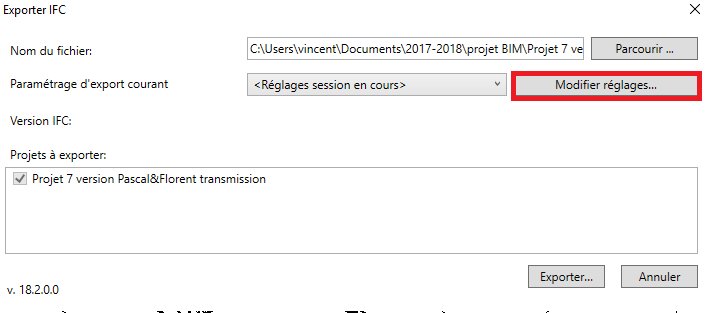 Exporter IFC
Nom du fichier: C:\Users\vincent\Documents\2017-2018\projet BIM\Projet 7 ve Parcourir ...
Paramétrage d'export courant <Réglages session en cours> Modifier réglages...
Version IFC:
Projets à exporter:
Projet 7 version Pascal&Florent transmission
Exporter... Annuler
v. 18.2.0.0